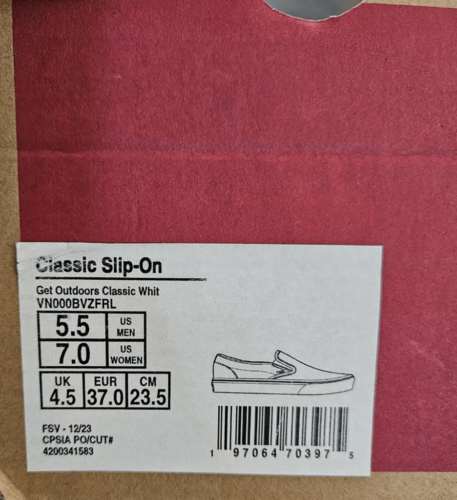 Classic Slip-On
Get Outdoors Classic Whit
VN000BVZFRL
5.5 US MEN
7.0 US WOMEN
UK EUR CM
4.5 37.0 23.5
FSV - 12/23
CPSIA PO/CUT#
4200341583
1 97064 70397 5